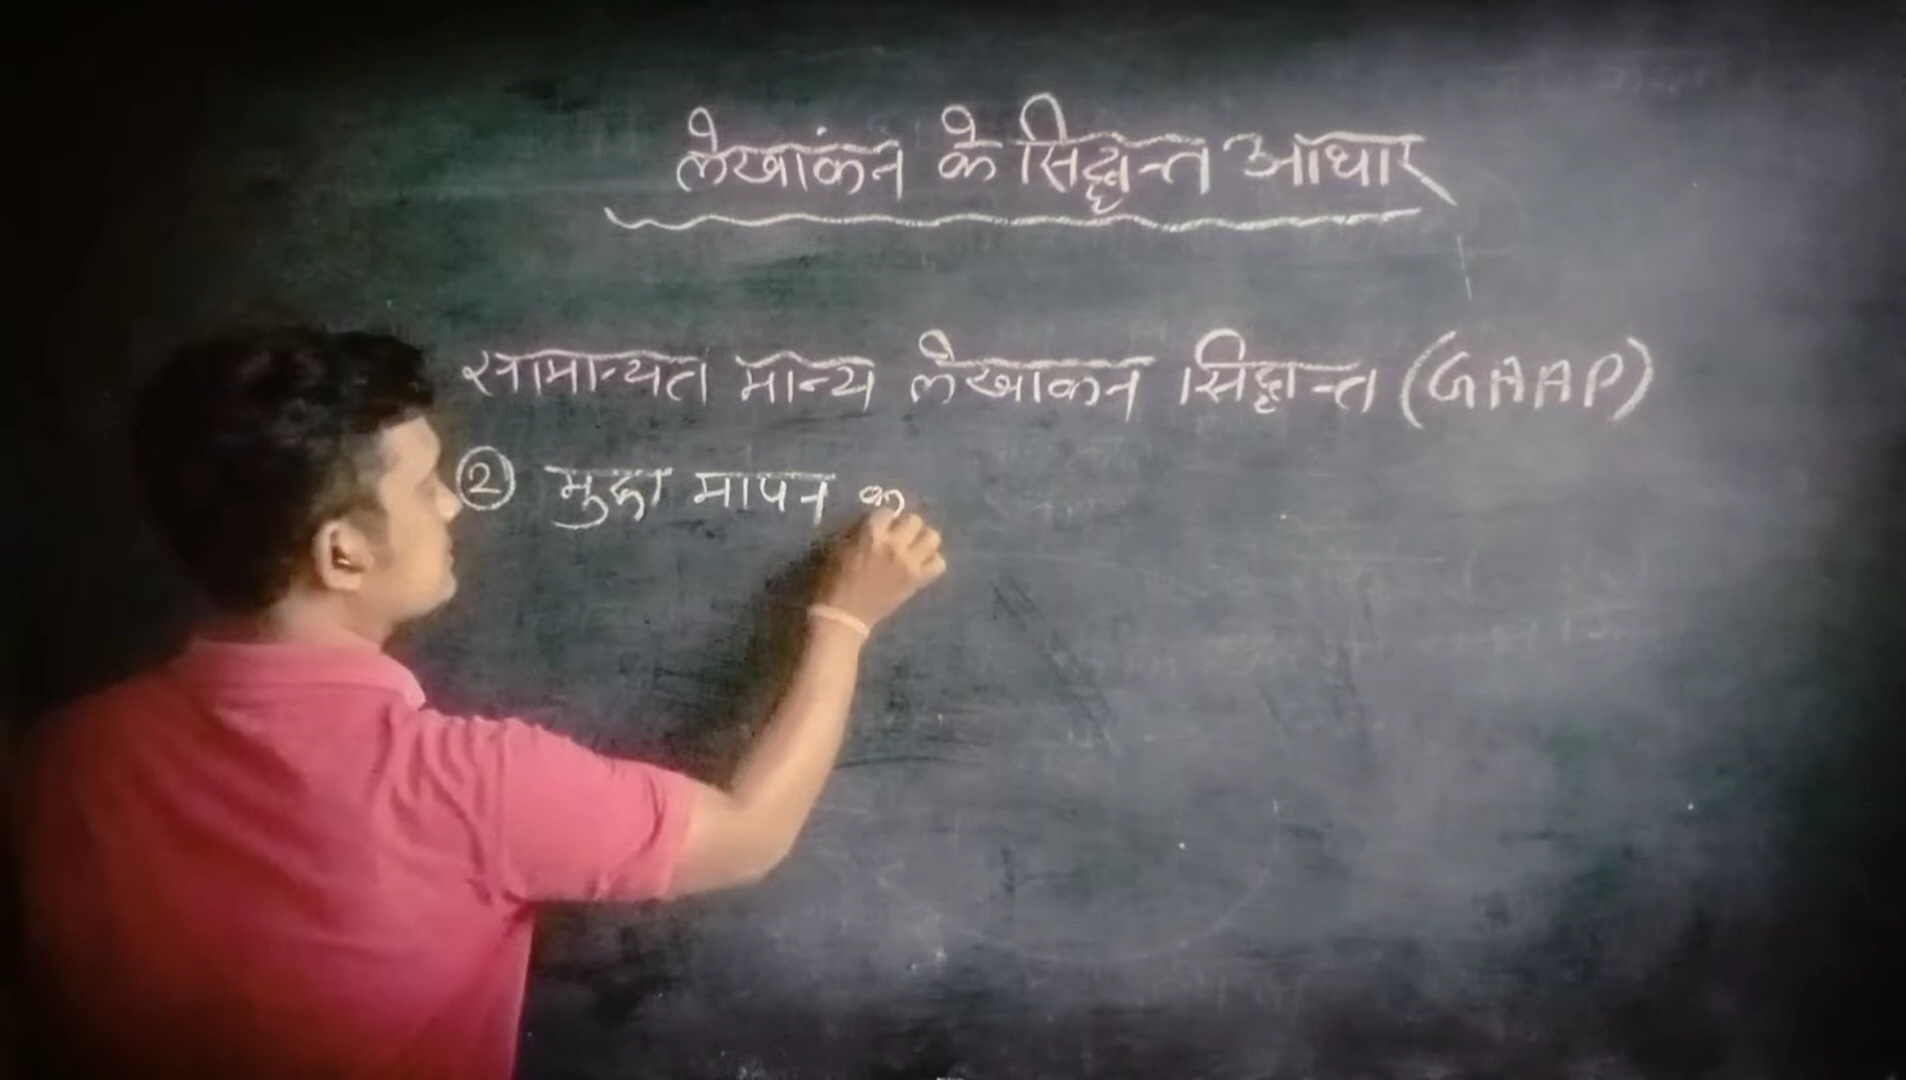 लेखांकन के सिद्धान्त आधार
सामान्यत मान्य लेखाकन सिद्धान्त (GAAP)
② मुद्रा मापन क